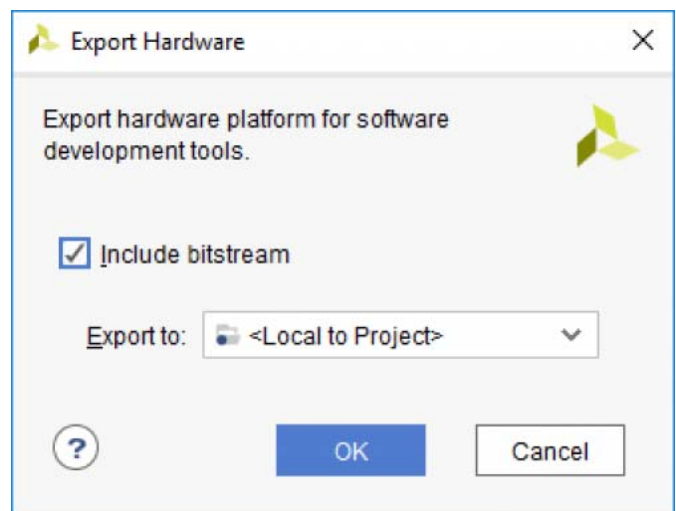 Export Hardware
Export hardware platform for software
development tools.
Include bitstream
Export to: <Local to Project>
?
OK Cancel